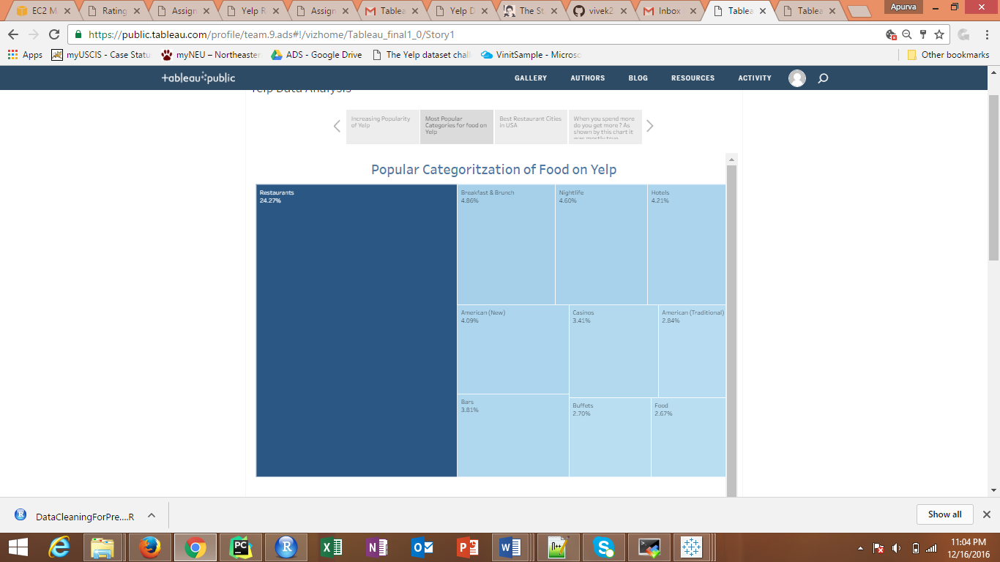 EC2 M
Rating
Assign
Yelp R
Assign
Tablea
Yelp D
The St
vivek2
Inbox
Tablea
Tablea
Apurva
https://public.tableau.com/profile/team.9.ads#!/vizhome/Tableau_final1_0/Story1
Apps
myUSCIS - Case Statu
myNEU – Northeaster
ADS - Google Drive
The Yelp dataset chall
VinitSample - Microsc
Other bookmarks
+ableau:public
GALLERY
AUTHORS
BLOG
RESOURCES
ACTIVITY
Yelp Data Analysis
Increasing Popularity
of Yelp
Most Popular
Categories for food on
Yelp
Best Restaurant Cities
in USA
When you spend more
do you get more ? As
shown by this chart it
was mostly true
Popular Categoritzation of Food on Yelp
Restaurants
24.27%
Breakfast & Brunch
4.86%
Nightlife
4.60%
Hotels
4.21%
American (New)
4.09%
Casinos
3.41%
American (Traditional)
2.84%
Bars
3.81%
Buffets
2.70%
Food
2.67%
DataCleaningForPre....R
Show all
11:04 PM
12/16/2016